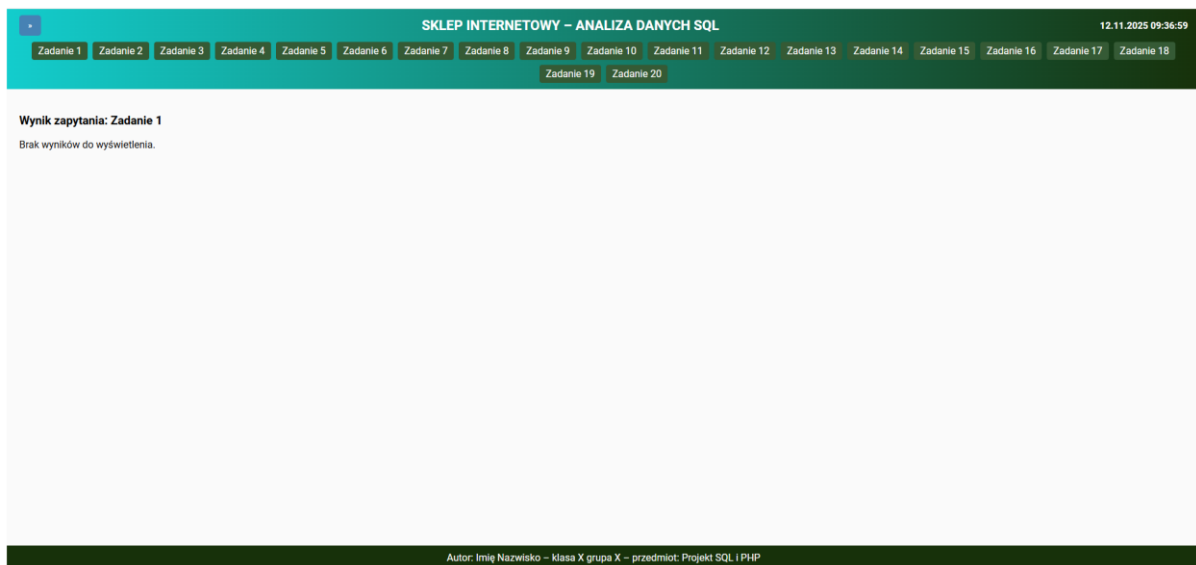 SKLEP INTERNETOWY – ANALIZA DANYCH SQL
12.11.2025 09:36:59
Zadanie 1 Zadanie 2 Zadanie 3 Zadanie 4 Zadanie 5 Zadanie 6 Zadanie 7 Zadanie 8 Zadanie 9 Zadanie 10 Zadanie 11 Zadanie 12 Zadanie 13 Zadanie 14 Zadanie 15 Zadanie 16 Zadanie 17 Zadanie 18
Zadanie 19 Zadanie 20
Wynik zapytania: Zadanie 1
Brak wyników do wyświetlenia.
Autor: Imię Nazwisko – klasa X grupa X – przedmiot: Projekt SQL i PHP